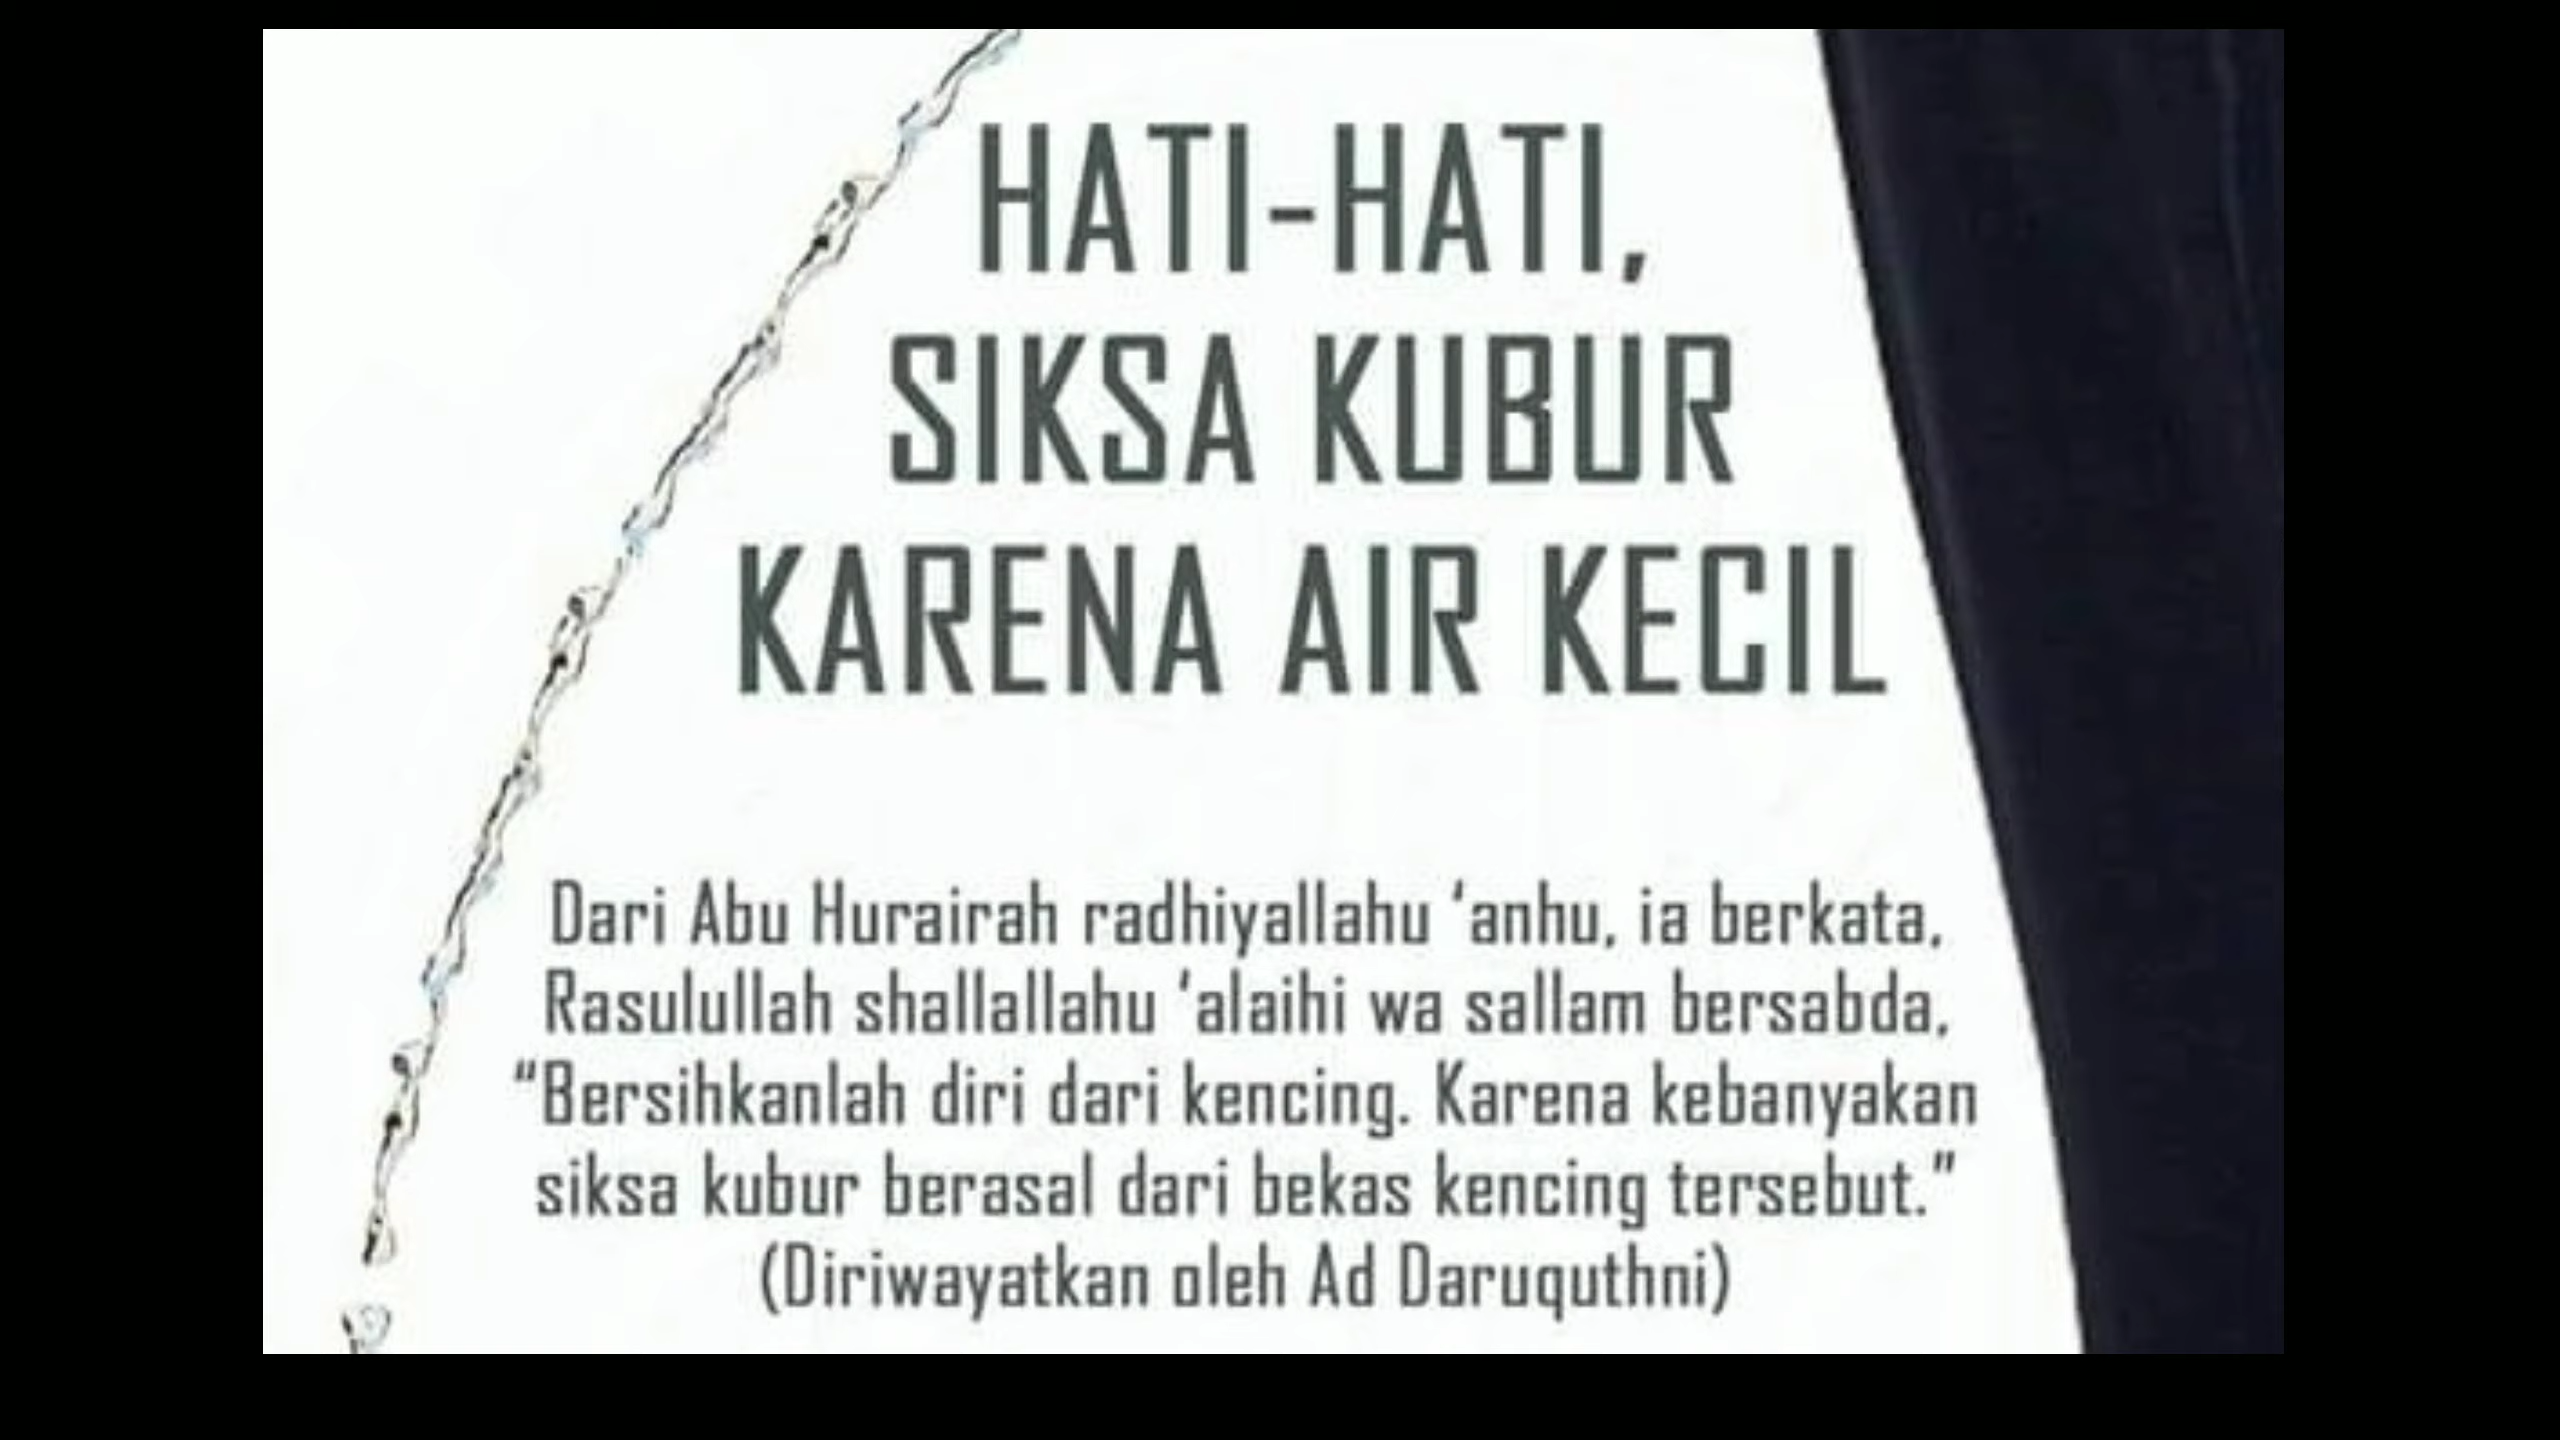 HATI-HATI,
SIKSA KUBUR
KARENA AIR KECIL
Dari Abu Hurairah radhiyallahu ‘anhu, ia berkata,
Rasulullah shallallahu ‘alaihi wa sallam bersabda,
“Bersihkanlah diri dari kencing. Karena kebanyakan
siksa kubur berasal dari bekas kencing tersebut.”
(Diriwayatkan oleh Ad Daruquthni)